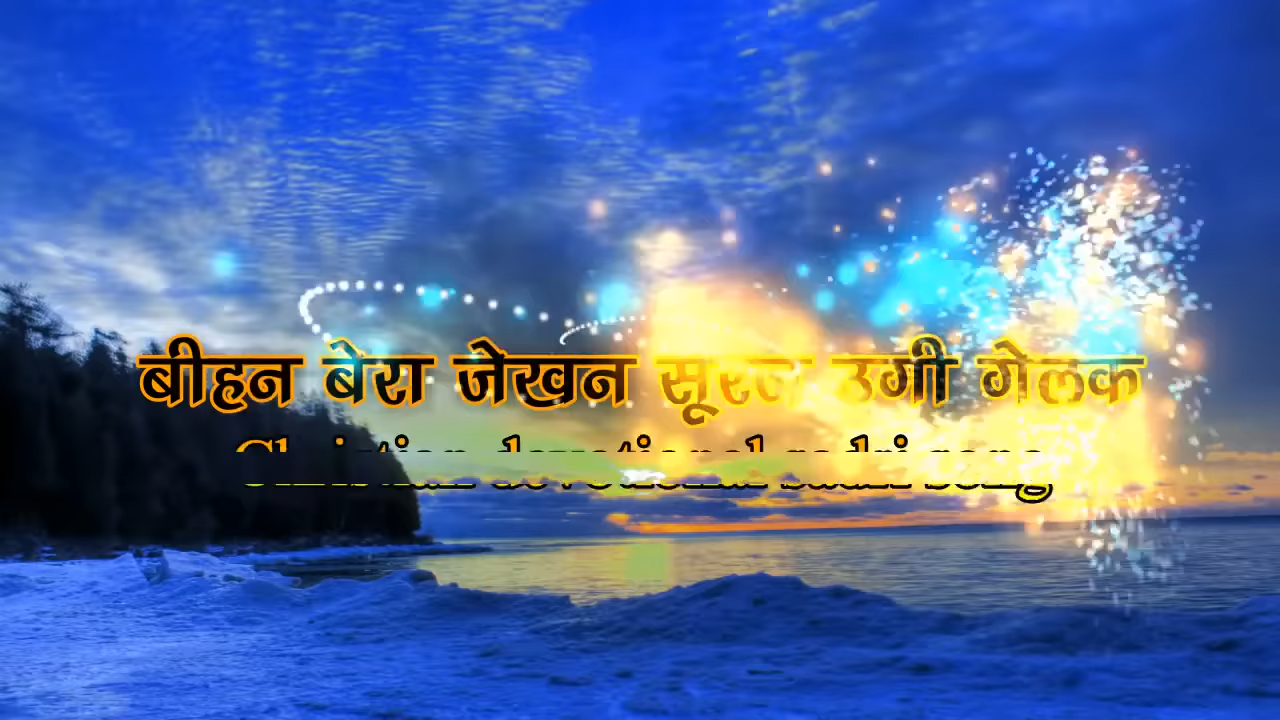 बीहन बेरा जेखन सूरज उगी गेलक
Christian devotional sadri song